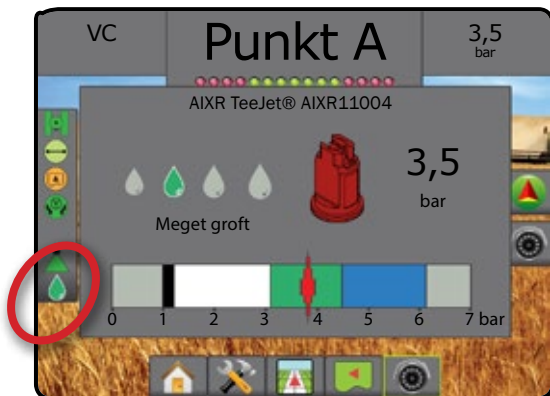 VC
Punkt A
3,5
bar
AIXR TeeJet® AIXR11004
3,5
bar
Meget groft
0 1 2 3 4 5 6 7 bar